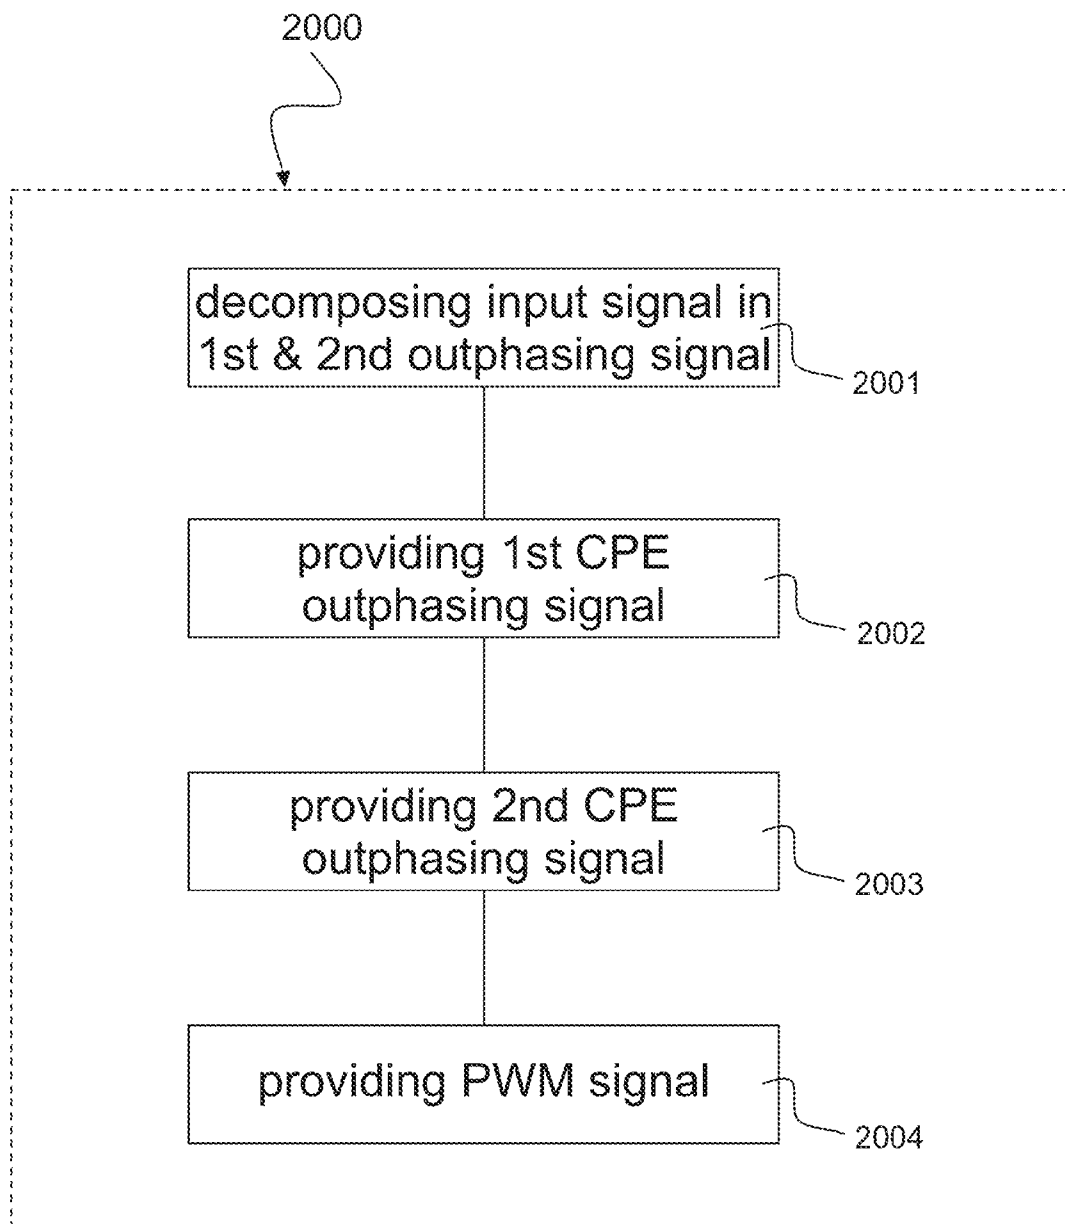 2000
decomposing input signal in
1st & 2nd outphasing signal
2001
providing 1st CPE
outphasing signal
2002
providing 2nd CPE
outphasing signal
2003
providing PWM signal
2004